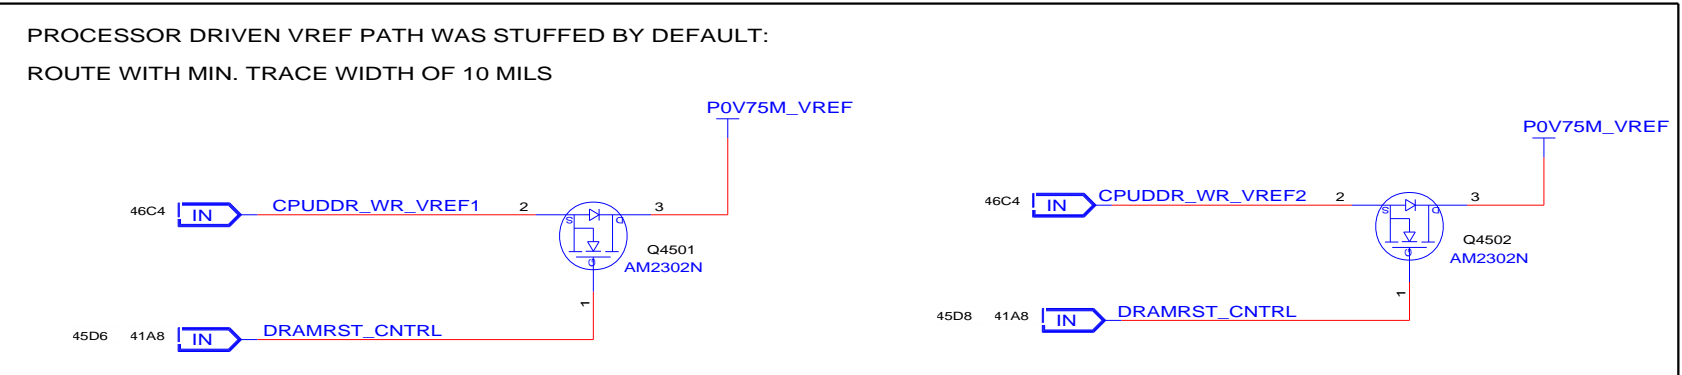 PROCESSOR DRIVEN VREF PATH WAS STUFFED BY DEFAULT:
ROUTE WITH MIN. TRACE WIDTH OF 10 MILS
P0V75M_VREF
46C4 IN CPUDDR_WR_VREF1 2 3
S D
Q4501
G AM2302N
1
45D6 41A8 IN DRAMRST_CNTRL
P0V75M_VREF
46C4 IN CPUDDR_WR_VREF2 2 3
S D
Q4502
G AM2302N
1
45D8 41A8 IN DRAMRST_CNTRL